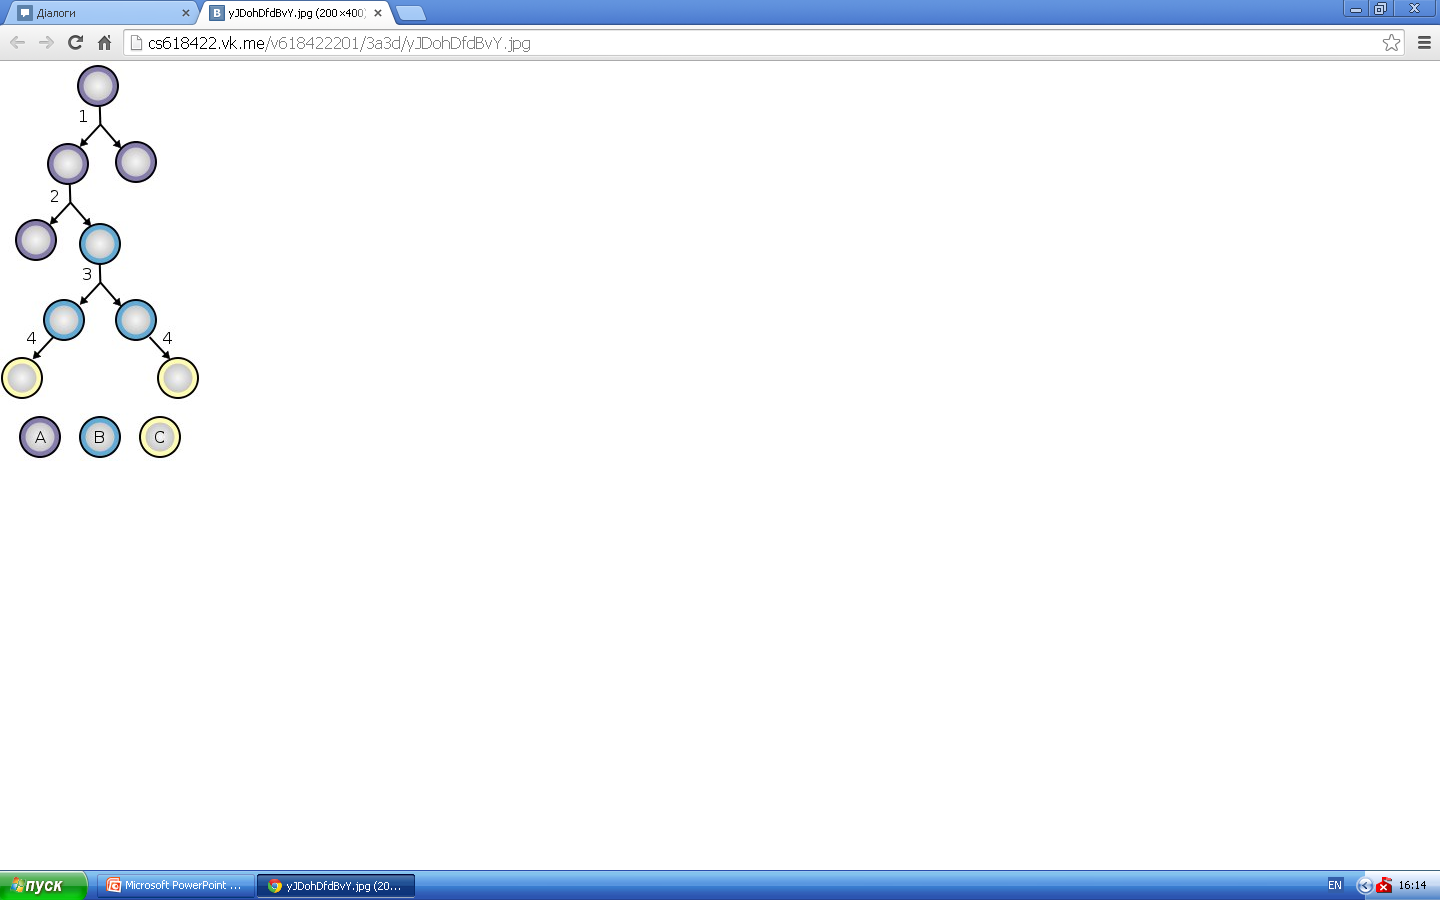 Діалоги
B yJDohDfdBvY.jpg (200×400)
cs618422.vk.me/v618422201/3a3d/yJDohDfdBvY.jpg
1
2
3
4 4
A B C
пуск
Microsoft PowerPoint ...
yJDohDfdBvY.jpg (20...
EN
16:14